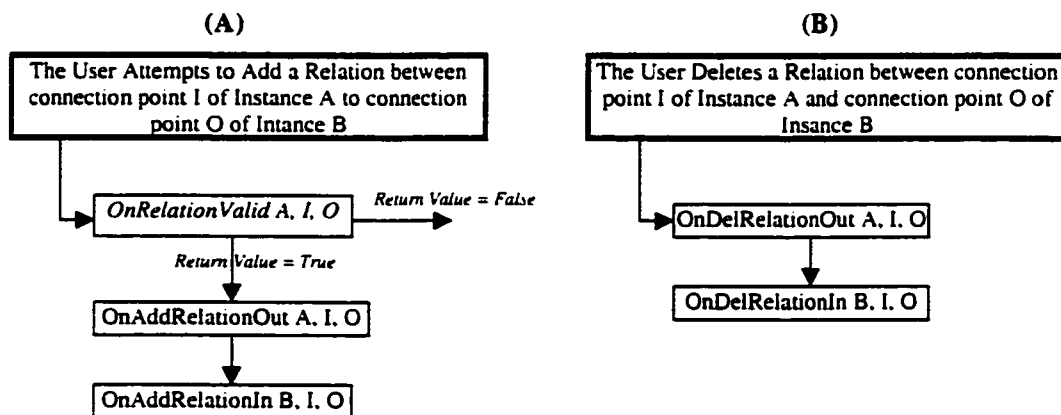 (A)
The User Attempts to Add a Relation between
connection point I of Instance A to connection
point O of Intance B
OnRelationValid A, I, O
Return Value = False
Return Value = True
OnAddRelationOut A, I, O
OnAddRelationIn B, I, O
(B)
The User Deletes a Relation between connection
point I of Instance A and connection point O of
Insance B
OnDelRelationOut A, I, O
OnDelRelationIn B, I, O